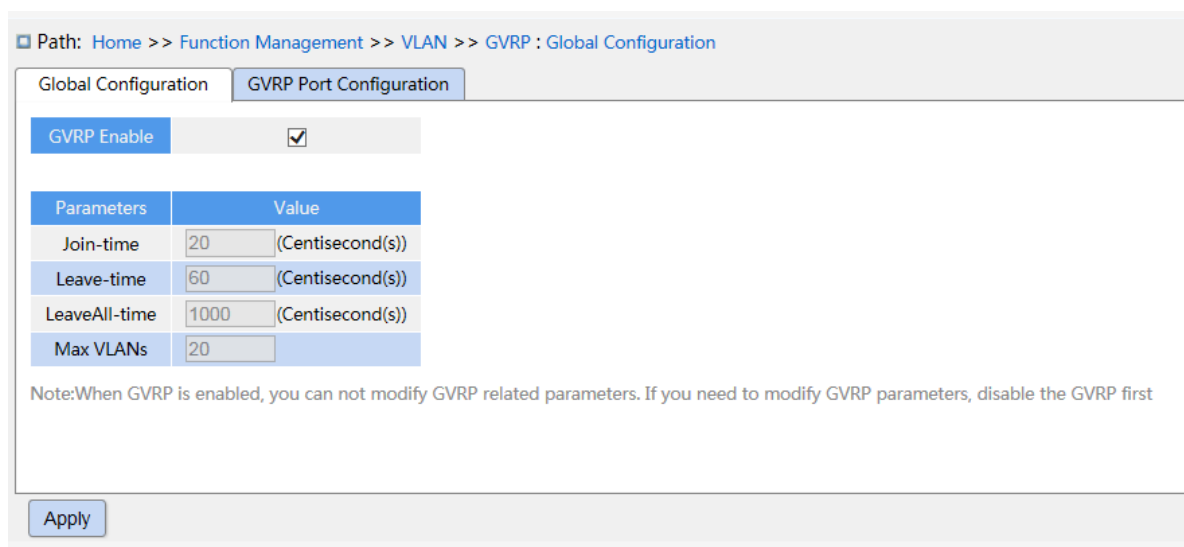 Path: Home >> Function Management >> VLAN >> GVRP : Global Configuration
Global Configuration GVRP Port Configuration
GVRP Enable
Parameters Value
Join-time 20 (Centisecond(s))
Leave-time 60 (Centisecond(s))
LeaveAll-time 1000 (Centisecond(s))
Max VLANs 20
Note:When GVRP is enabled, you can not modify GVRP related parameters. If you need to modify GVRP parameters, disable the GVRP first
Apply